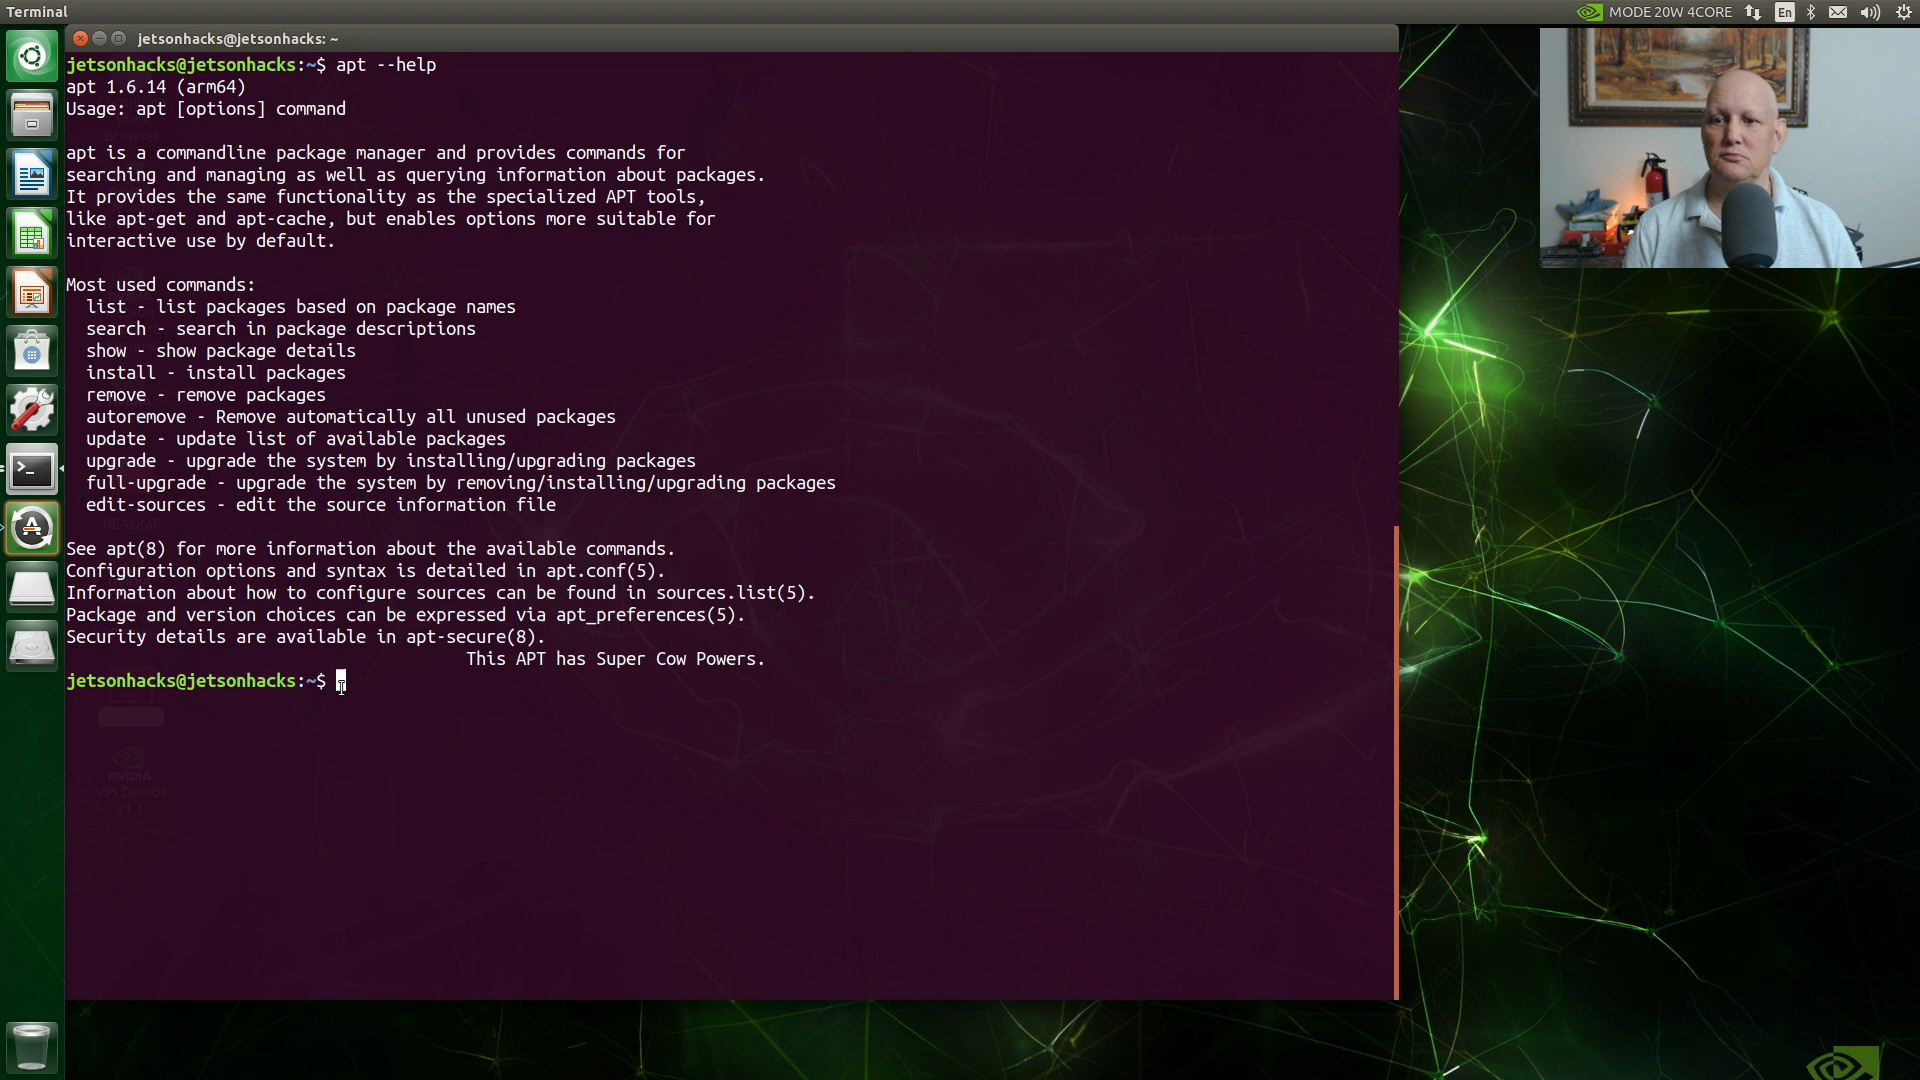 Terminal
MODE 20W 4CORE
En
jetsonhacks@jetsonhacks: ~
jetsonhacks@jetsonhacks:~$ apt --help
apt 1.6.14 (arm64)
Usage: apt [options] command
apt is a commandline package manager and provides commands for
searching and managing as well as querying information about packages.
It provides the same functionality as the specialized APT tools,
like apt-get and apt-cache, but enables options more suitable for
interactive use by default.
Most used commands:
list - list packages based on package names
search - search in package descriptions
show - show package details
install - install packages
remove - remove packages
autoremove - Remove automatically all unused packages
update - update list of available packages
upgrade - upgrade the system by installing/upgrading packages
full-upgrade - upgrade the system by removing/installing/upgrading packages
edit-sources - edit the source information file
README
See apt(8) for more information about the available commands.
Configuration options and syntax is detailed in apt.conf(5).
Information about how to configure sources can be found in sources.list(5).
Package and version choices can be expressed via apt_preferences(5).
Security details are available in apt-secure(8).
This APT has Super Cow Powers.
jetsonhacks@jetsonhacks:~$
NVIDIA
VPI Demos
v1.1